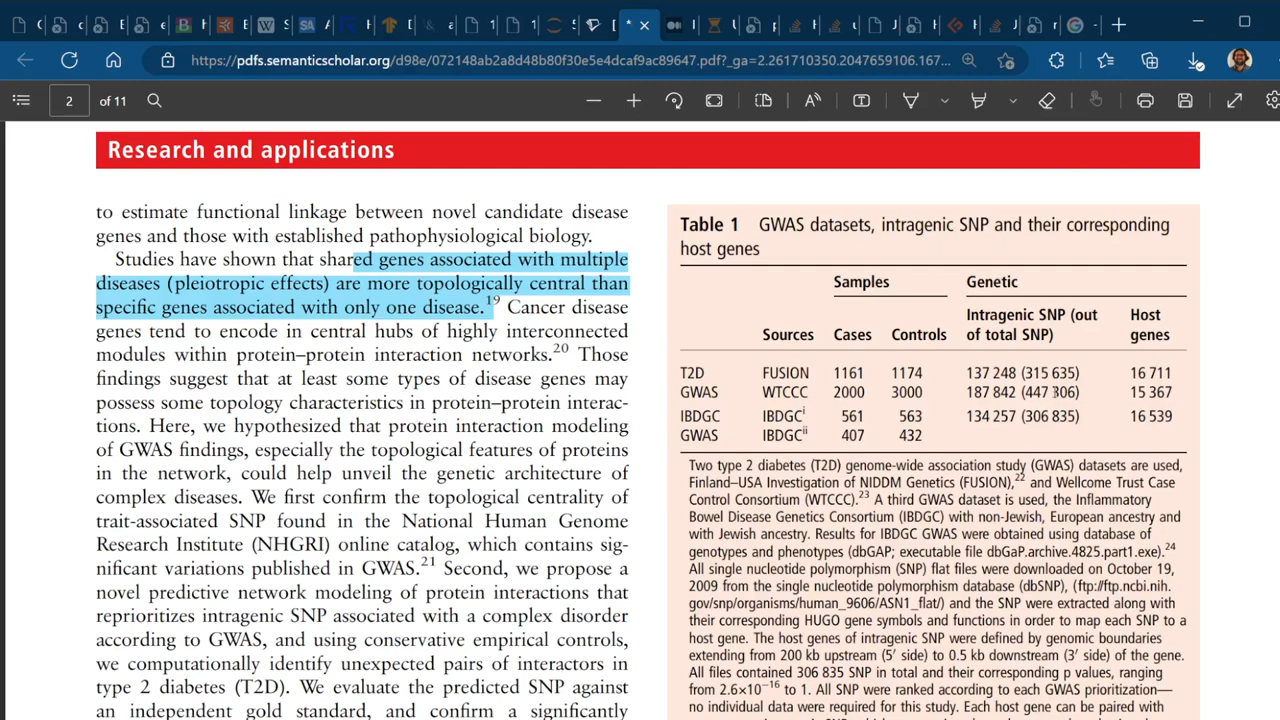 https://pdfs.semanticscholar.org/d98e/072148ab2a8d48b80f30e5e4dcaf9ac89647.pdf?_ga=2.261710350.2047659106.167...
2 of 11
Research and applications
to estimate functional linkage between novel candidate disease
genes and those with established pathophysiological biology.
Studies have shown that shared genes associated with multiple
diseases (pleiotropic effects) are more topologically central than
specific genes associated with only one disease.19 Cancer disease
genes tend to encode in central hubs of highly interconnected
modules within protein–protein interaction networks.20 Those
findings suggest that at least some types of disease genes may
possess some topology characteristics in protein–protein interac-
tions. Here, we hypothesized that protein interaction modeling
of GWAS findings, especially the topological features of proteins
in the network, could help unveil the genetic architecture of
complex diseases. We first confirm the topological centrality of
trait-associated SNP found in the National Human Genome
Research Institute (NHGRI) online catalog, which contains sig-
nificant variations published in GWAS.21 Second, we propose a
novel predictive network modeling of protein interactions that
reprioritizes intragenic SNP associated with a complex disorder
according to GWAS, and using conservative empirical controls,
we computationally identify unexpected pairs of interactors in
type 2 diabetes (T2D). We evaluate the predicted SNP against
an independent gold standard, and confirm a significantly
Table 1 GWAS datasets, intragenic SNP and their corresponding
host genes
Samples Genetic
Sources Cases Controls Intragenic SNP (out of total SNP) Host genes
T2D FUSION 1161 1174 137 248 (315 635) 16 711
GWAS WTCCC 2000 3000 187 842 (447 306) 15 367
IBDGC IBDGCi 561 563 134 257 (306 835) 16 539
GWAS IBDGCii 407 432
Two type 2 diabetes (T2D) genome-wide association study (GWAS) datasets are used,
Finland–USA Investigation of NIDDM Genetics (FUSION),22 and Wellcome Trust Case
Control Consortium (WTCCC).23 A third GWAS dataset is used, the Inflammatory
Bowel Disease Genetics Consortium (IBDGC) with non-Jewish, European ancestry and
with Jewish ancestry. Results for IBDGC GWAS were obtained using database of
genotypes and phenotypes (dbGAP; executable file dbGaP.archive.4825.part1.exe).24
All single nucleotide polymorphism (SNP) flat files were downloaded on October 19,
2009 from the single nucleotide polymorphism database (dbSNP), (ftp://ftp.ncbi.nih.
gov/snp/organisms/human_9606/ASN1_flat/) and the SNP were extracted along with
their corresponding HUGO gene symbols and functions in order to map each SNP to a
host gene. The host genes of intragenic SNP were defined by genomic boundaries
extending from 200 kb upstream (5′ side) to 0.5 kb downstream (3′ side) of the gene.
All files contained 306 835 SNP in total and their corresponding p values, ranging
from 2.6×10−16 to 1. All SNP were ranked according to each GWAS prioritization—
no individual data were required for this study. Each host gene can be paired with